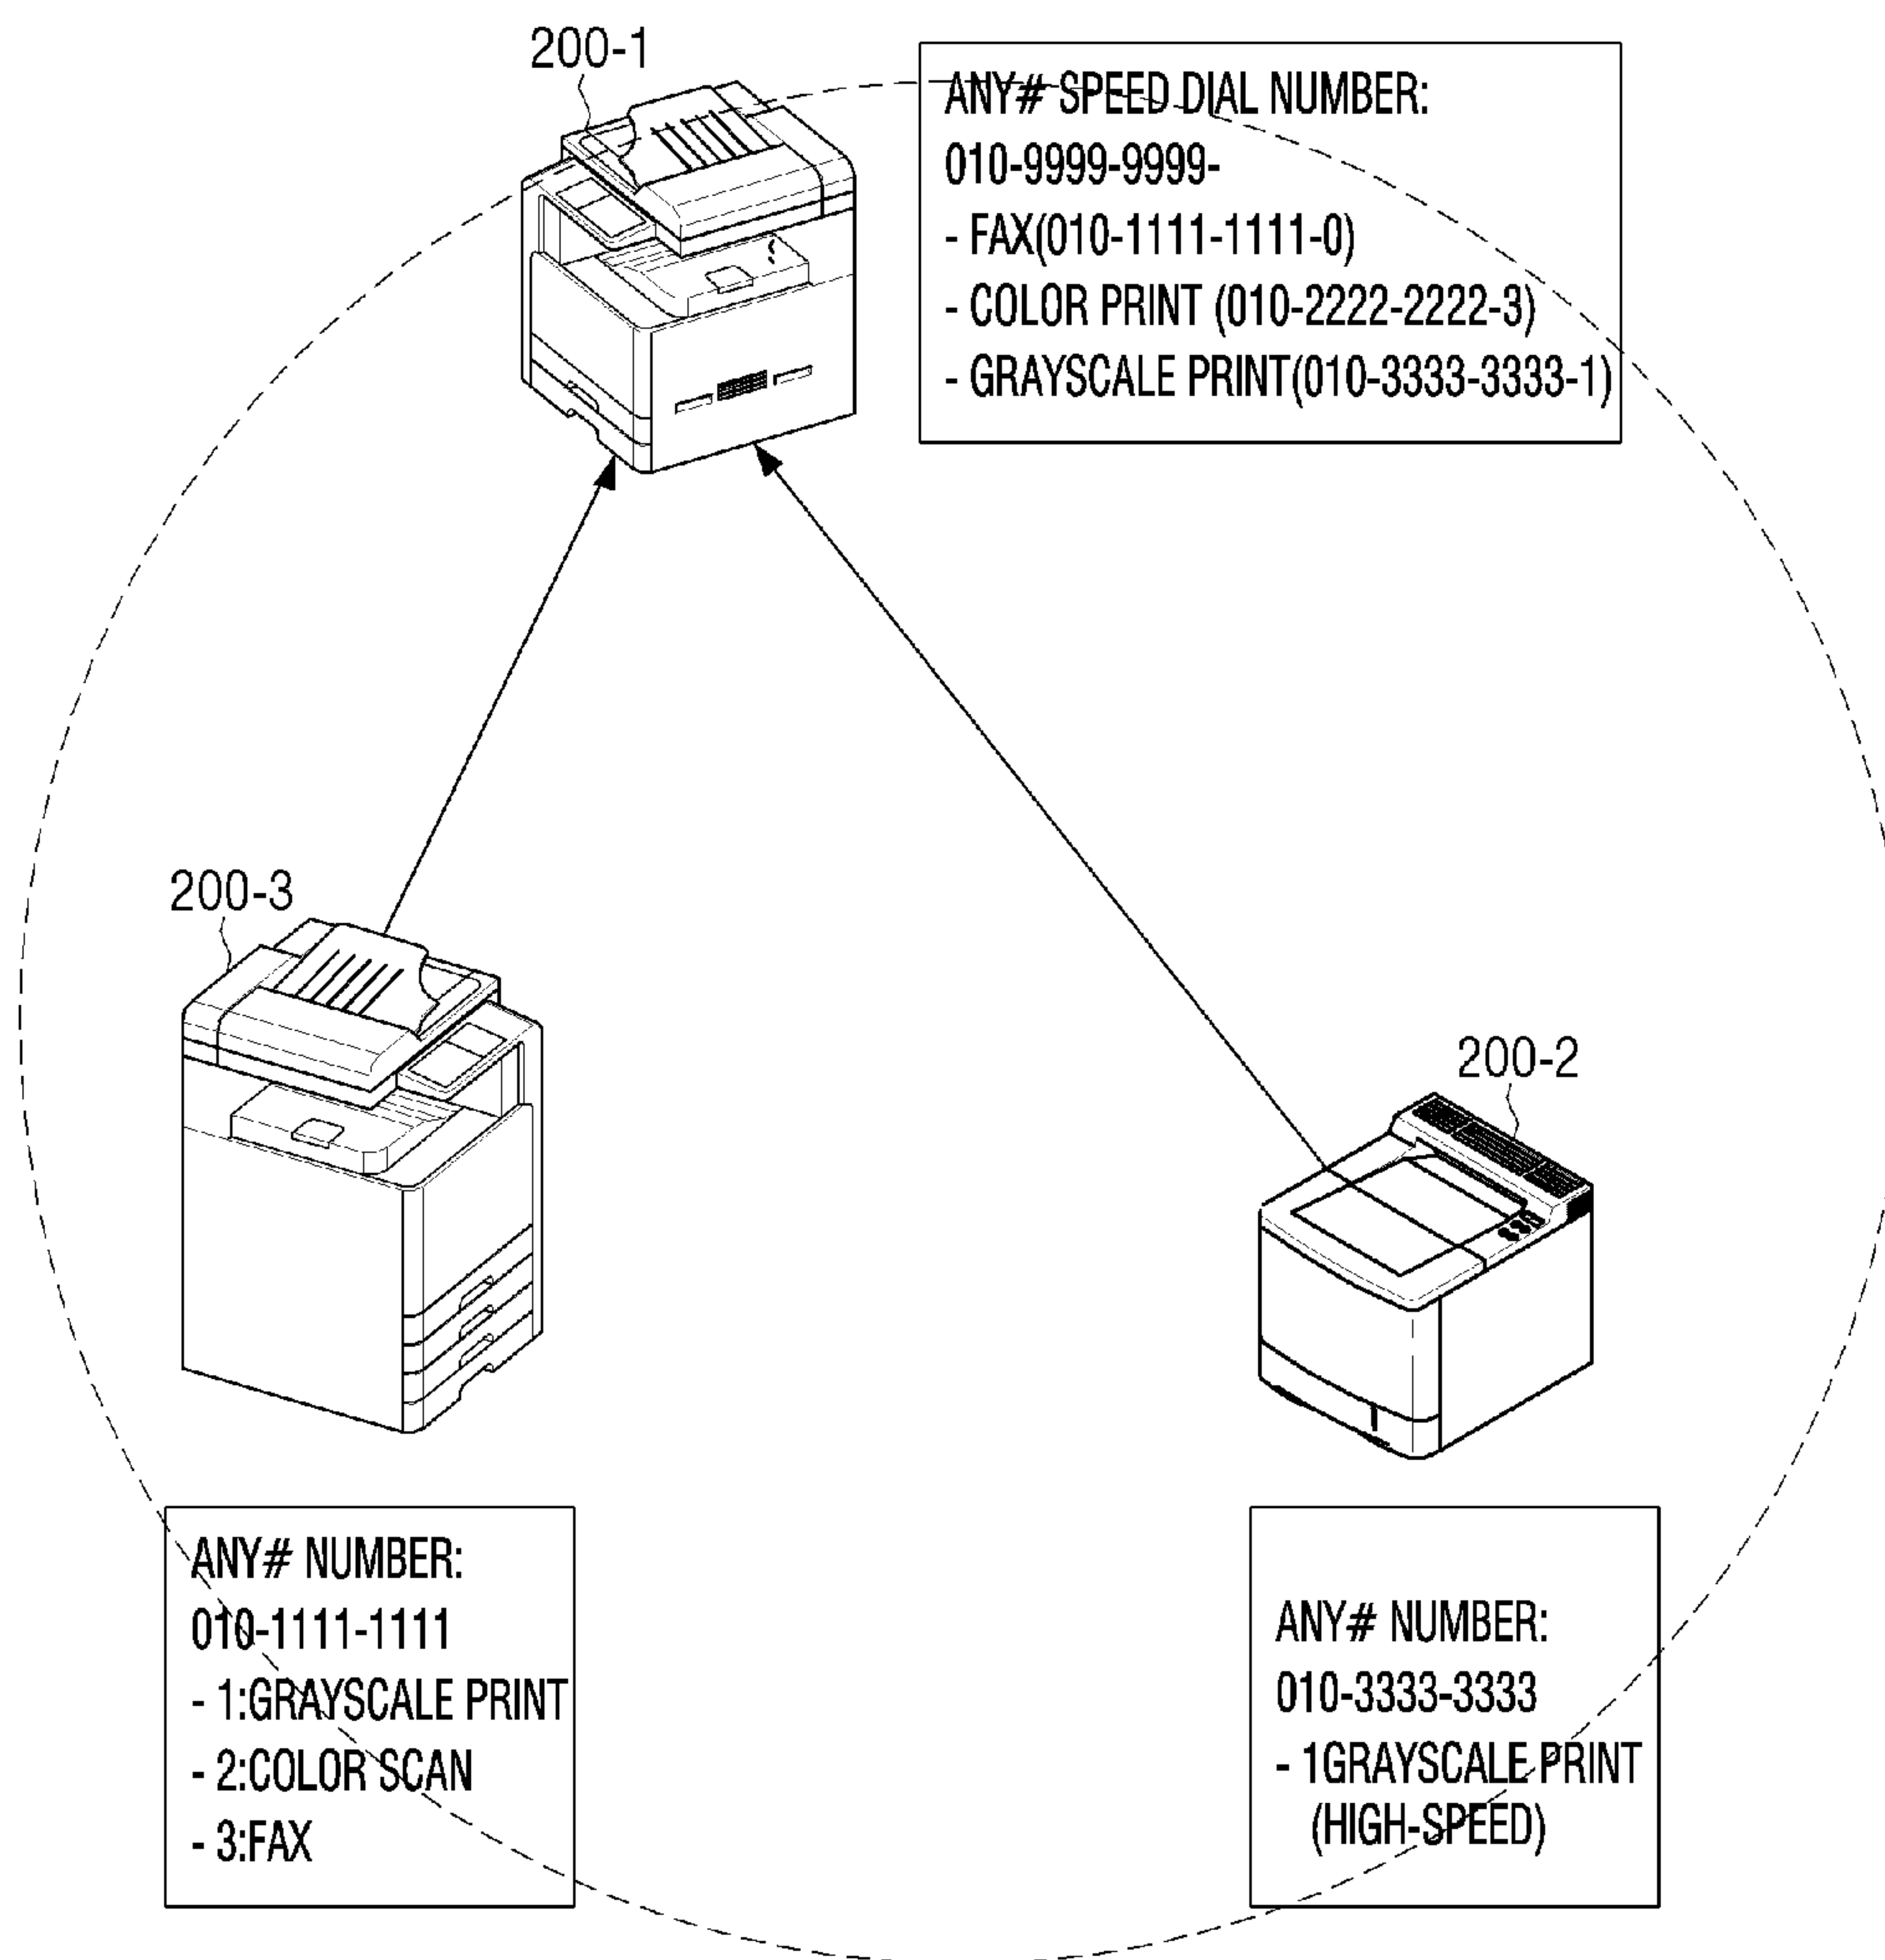 200-1
ANY# SPEED DIAL NUMBER:
010-9999-9999-
- FAX(010-1111-1111-0)
- COLOR PRINT (010-2222-2222-3)
- GRAYSCALE PRINT(010-3333-3333-1)
200-3
200-2
ANY# NUMBER:
010-1111-1111
- 1:GRAYSCALE PRINT
- 2:COLOR SCAN
- 3:FAX
ANY# NUMBER:
010-3333-3333
- 1GRAYSCALE PRINT
(HIGH-SPEED)